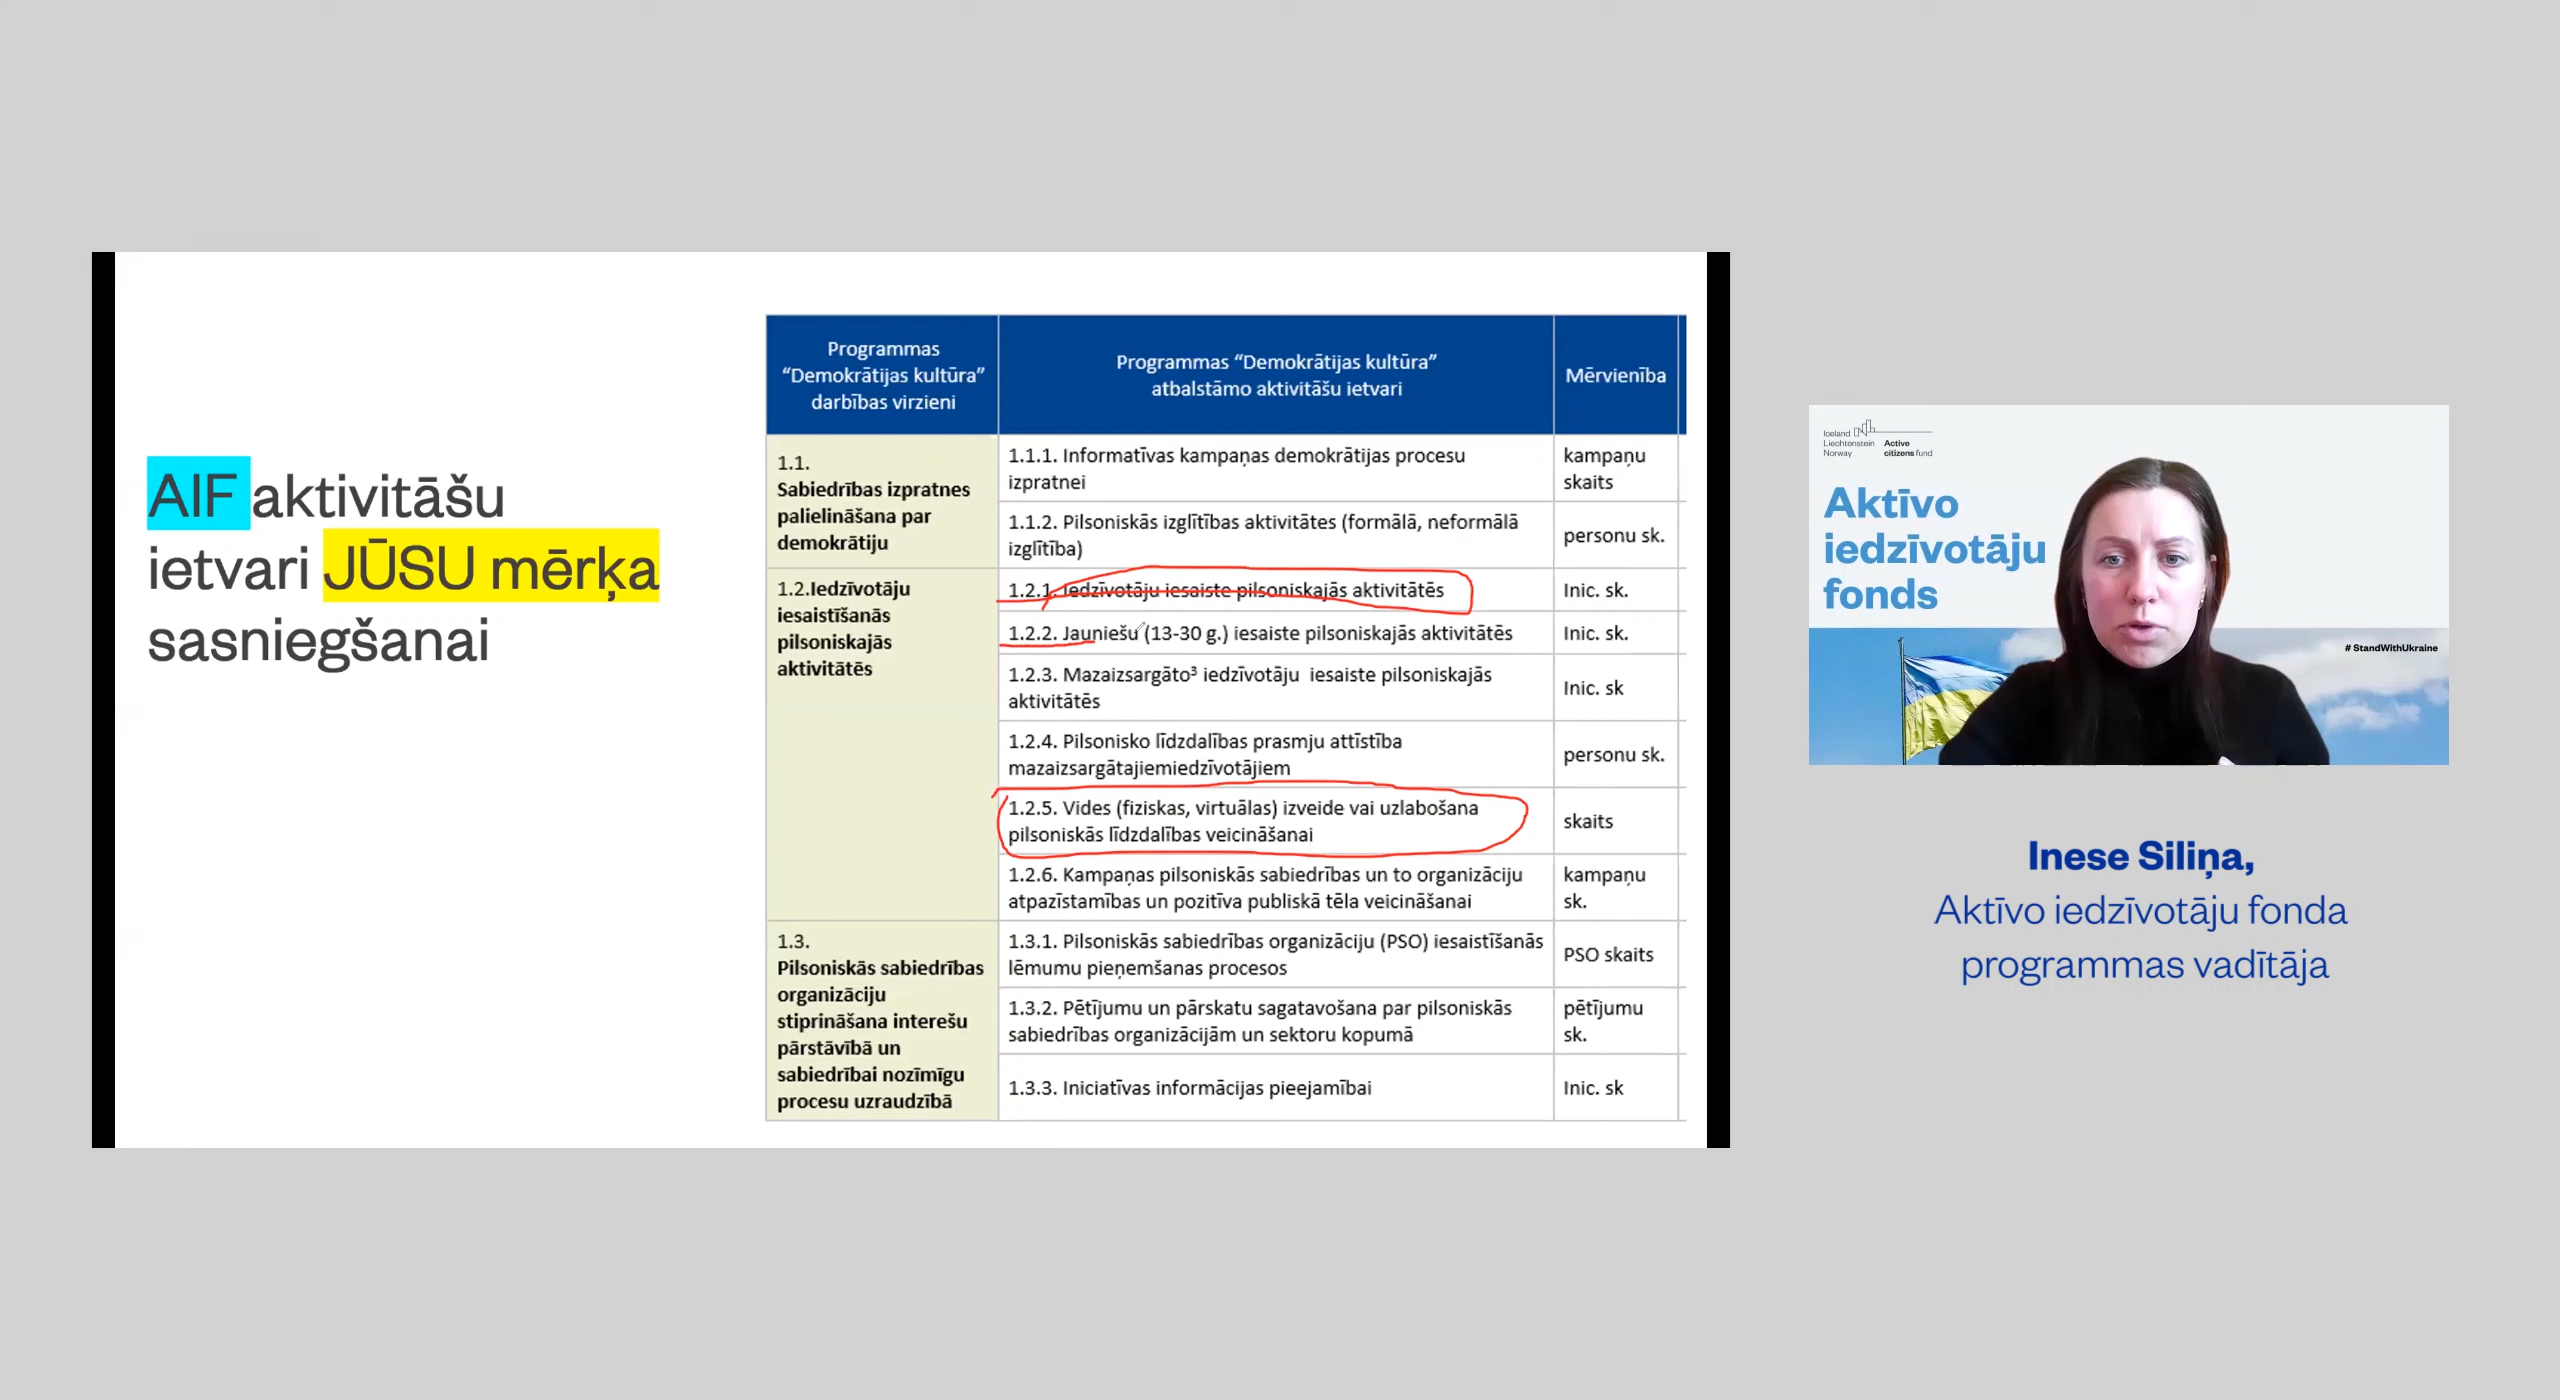 AIF aktivitāšu
ietvari JŪSU mērķa
sasniegšanai
Programmas
“Demokrātijas kultūra”
darbības virzieni
Programmas “Demokrātijas kultūra”
atbalstāmo aktivitāšu ietvari
Mērvienība
1.1.
Sabiedrības izpratnes
palielināšana par
demokrātiju
1.1.1. Informatīvas kampaņas demokrātijas procesu
izpratnei
kampaņu
skaits
1.1.2. Pilsoniskās izglītības aktivitātes (formālā, neformālā
izglītība)
personu sk.
1.2.Iedzīvotāju
iesaistīšanās
pilsoniskajās
aktivitātēs
1.2.1. Iedzīvotāju iesaiste pilsoniskajās aktivitātēs
Inic. sk.
1.2.2. Jauniešu (13-30 g.) iesaiste pilsoniskajās aktivitātēs
Inic. sk.
1.2.3. Mazaizsargāto³ iedzīvotāju iesaiste pilsoniskajās
aktivitātēs
Inic. sk
1.2.4. Pilsonisko līdzdalības prasmju attīstība
mazaizsargātajiemiedzīvotājiem
personu sk.
1.2.5. Vides (fiziskas, virtuālas) izveide vai uzlabošana
pilsoniskās līdzdalības veicināšanai
skaits
1.2.6. Kampaņas pilsoniskās sabiedrības un to organizāciju
atpazīstamības un pozitīva publiskā tēla veicināšanai
kampaņu
sk.
1.3.
Pilsoniskās sabiedrības
organizāciju
stiprināšana interešu
pārstāvībā un
sabiedrībai nozīmīgu
procesu uzraudzībā
1.3.1. Pilsoniskās sabiedrības organizāciju (PSO) iesaistīšanās
lēmumu pieņemšanas procesos
PSO skaits
1.3.2. Pētījumu un pārskatu sagatavošana par pilsoniskās
sabiedrības organizācijām un sektoru kopumā
pētījumu
sk.
1.3.3. Iniciatīvas informācijas pieejamībai
Inic. sk
Iceland
Liechtenstein
Norway
Active
citizens fund
Aktīvo
iedzīvotāju
fonds
# StandWithUkraine
Inese Siliņa,
Aktīvo iedzīvotāju fonda
programmas vadītāja